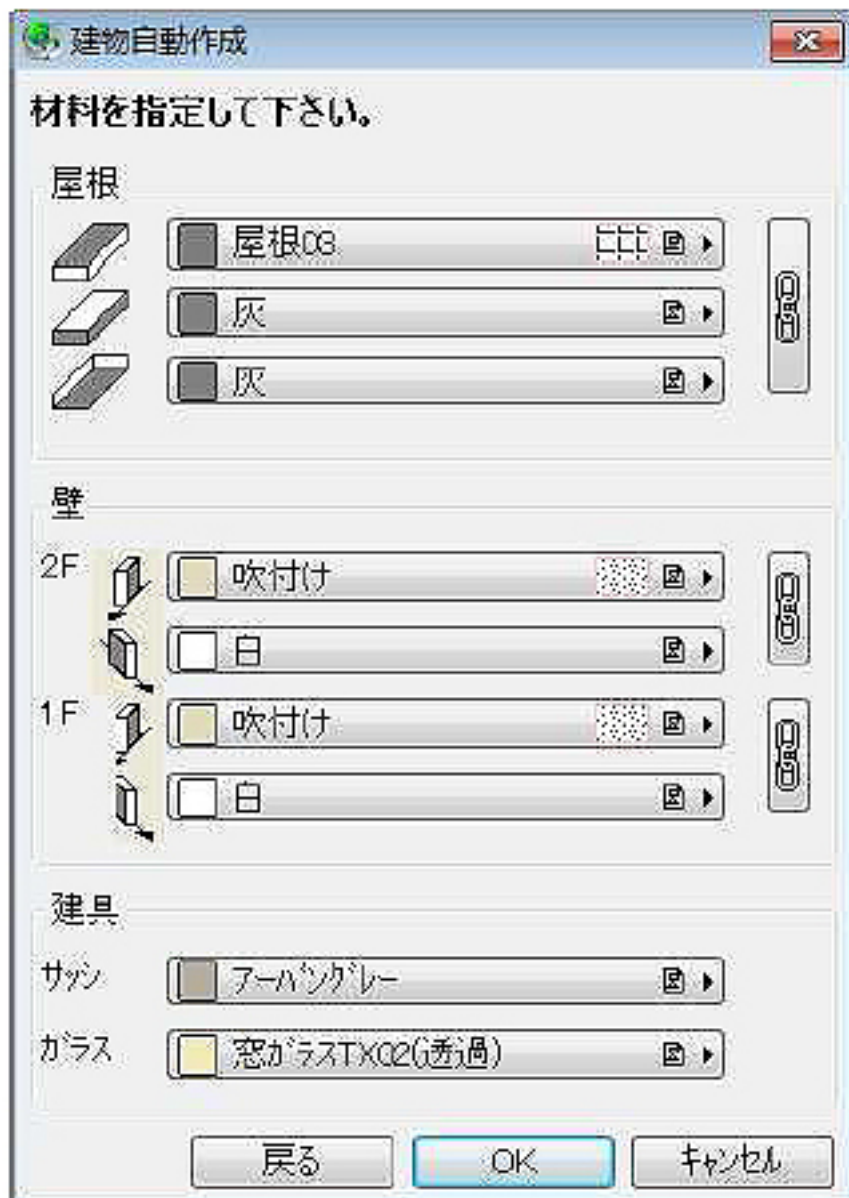 建物自動作成
材料を指定して下さい。
屋根
屋根03
灰
灰
壁
2F
吹付け
白
1F
吹付け
白
建具
サッシ
アーバングレー
ガラス
窓ガラスTX02(透過)
戻る
OK
キャンセル